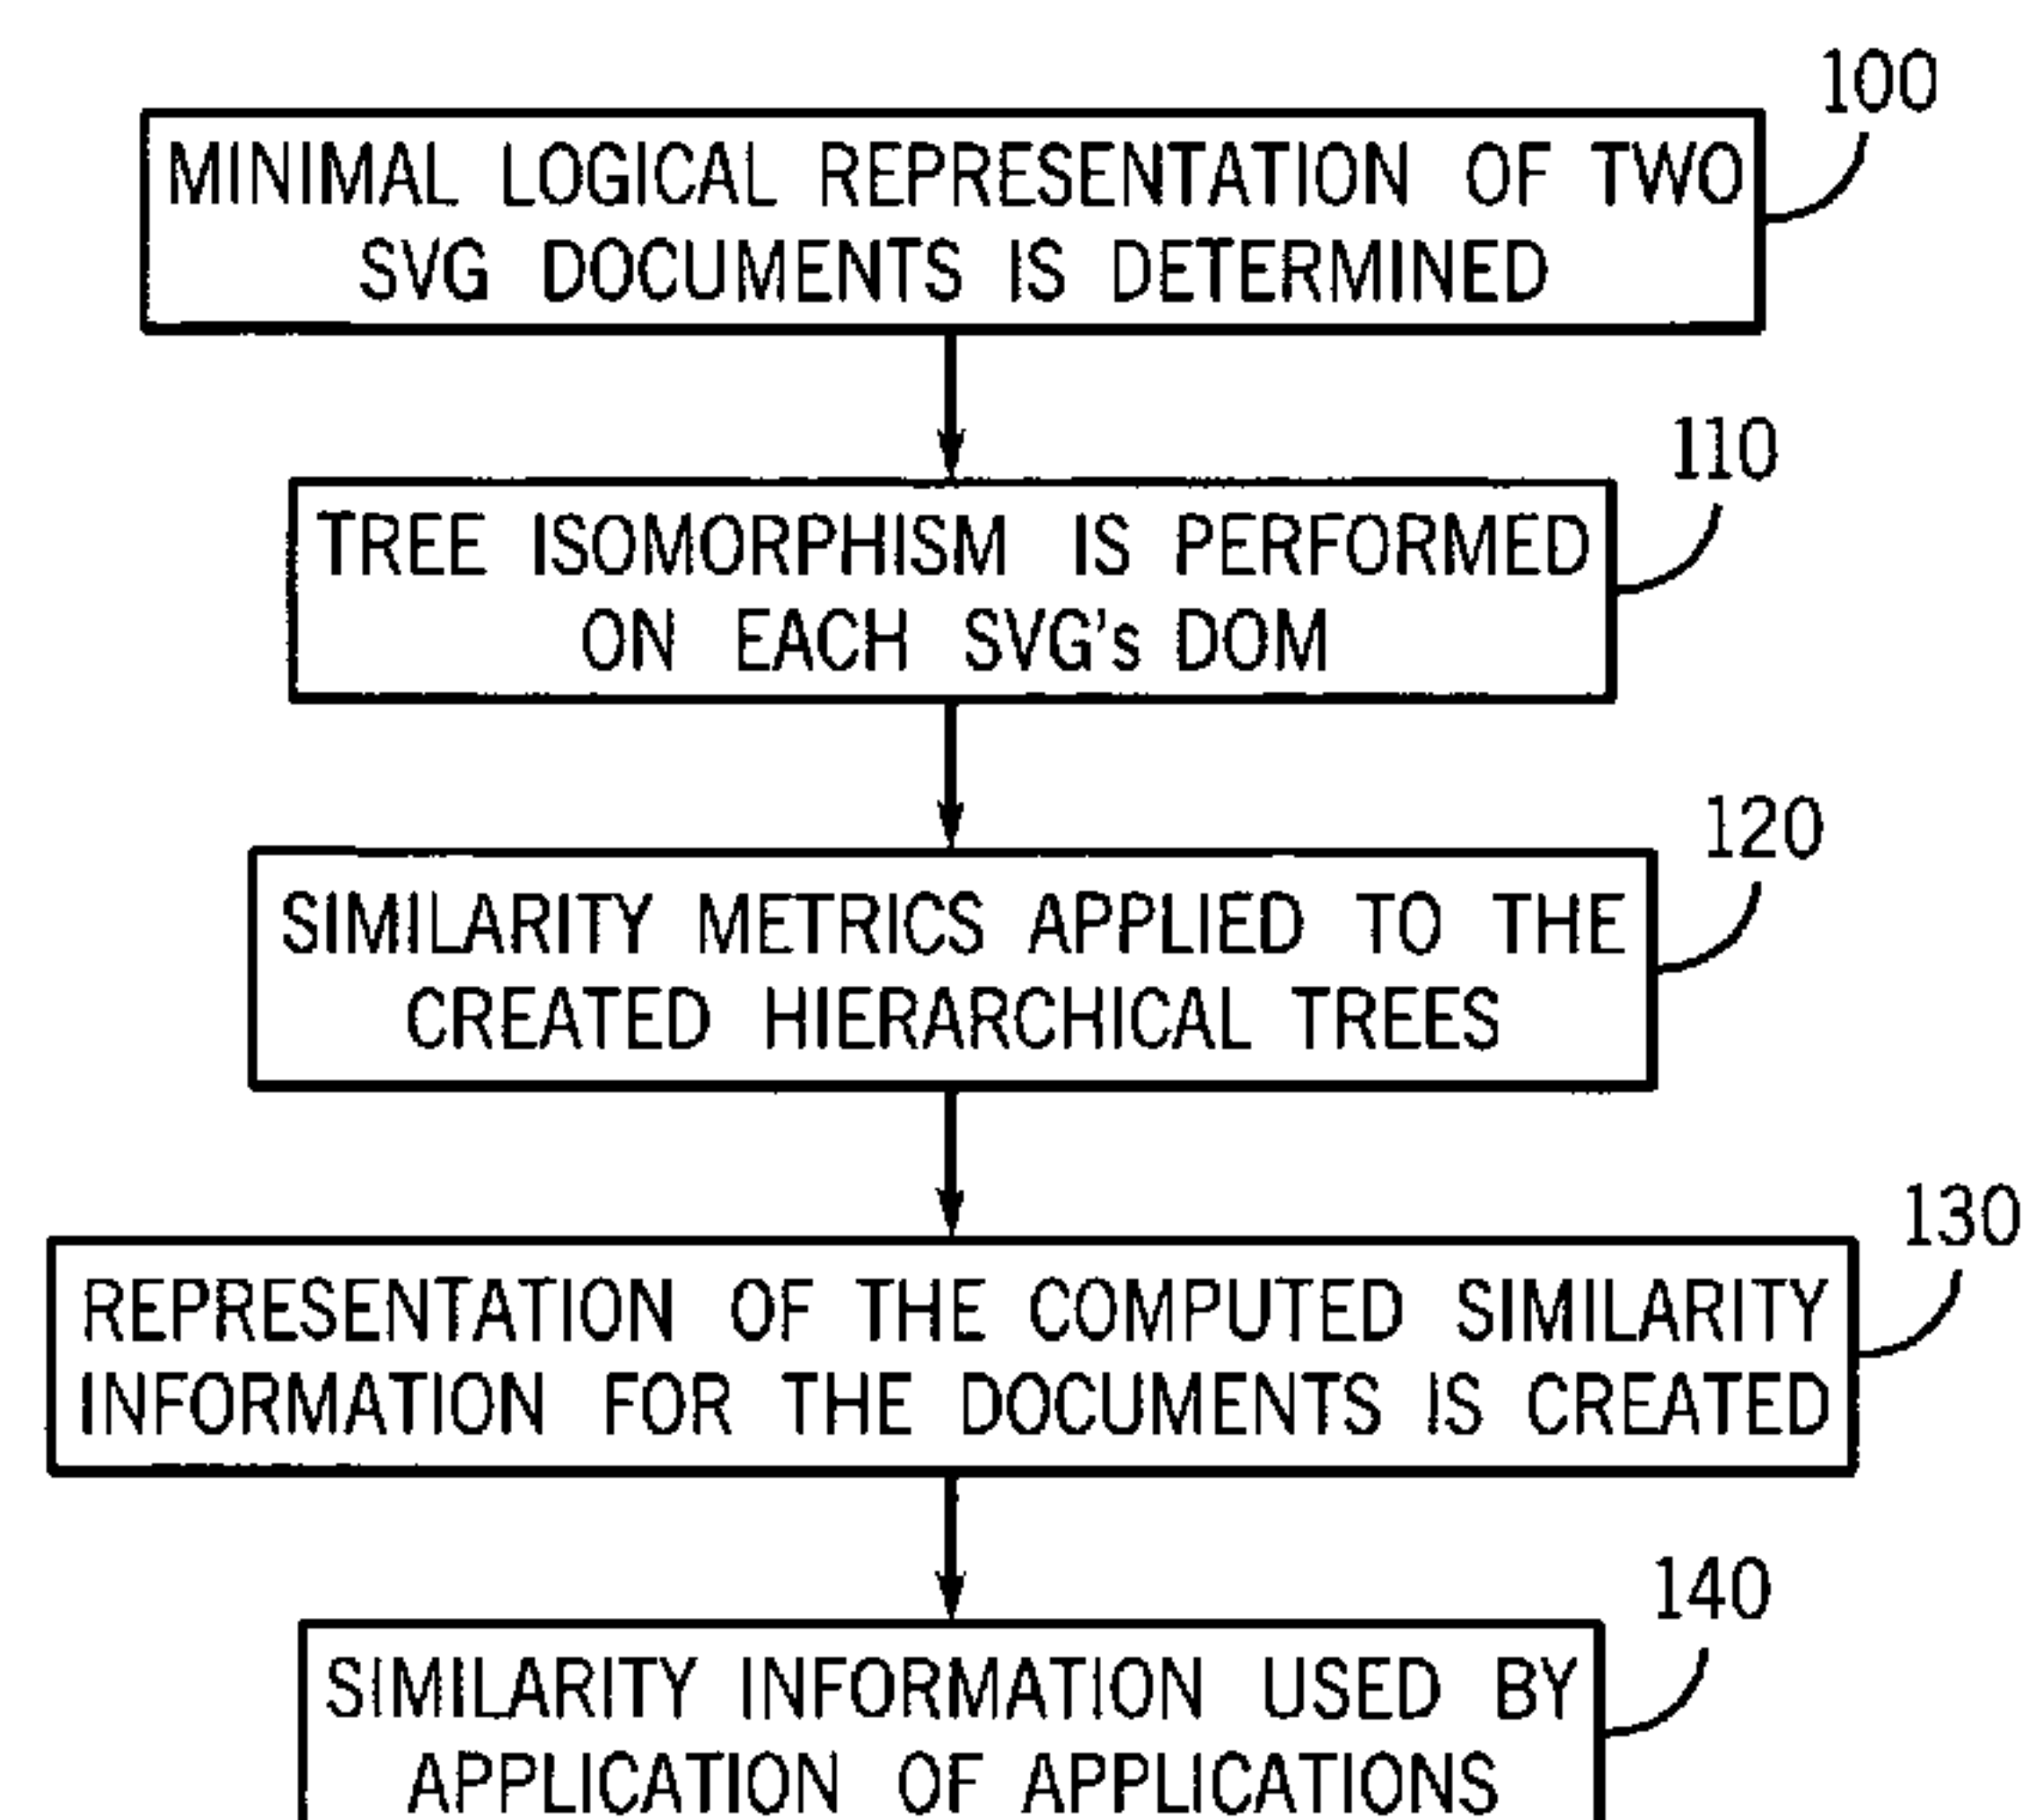 100
MINIMAL LOGICAL REPRESENTATION OF TWO
SVG DOCUMENTS IS DETERMINED
110
TREE ISOMORPHISM IS PERFORMED
ON EACH SVG's DOM
120
SIMILARITY METRICS APPLIED TO THE
CREATED HIERARCHICAL TREES
130
REPRESENTATION OF THE COMPUTED SIMILARITY
INFORMATION FOR THE DOCUMENTS IS CREATED
140
SIMILARITY INFORMATION USED BY
APPLICATION OF APPLICATIONS